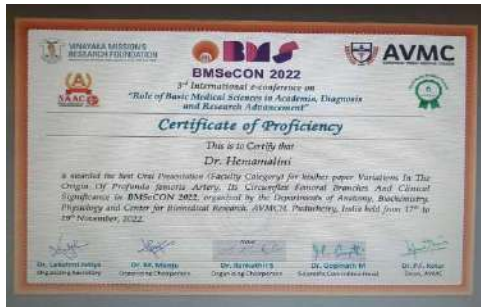 VINAYAKA MISSION'S
RESEARCH FOUNDATION
BMS
AVMC
NAAC
BMSeCON 2022
3rd International e-conference on
"Role of Basic Medical Sciences in Academia, Diagnosis
and Research Advancement"
Certificate of Proficiency
This is to Certify that
Dr. Hemamalini
is awarded the best Oral Presentation (Faculty Category) for his/her paper Variations In The
Origin Of Profunda femoris Artery, Its Circumflex Femoral Branches And Clinical
Significance in BMSeCON 2022, organised by the Departments of Anatomy, Biochemistry,
Physiology and Center for Biomedical Research, AVMCH, Puducherry, India held from 17th to
19th November, 2022.
Organizing Secretary
Organizing Chairperson
Organizing Chairperson
Dr. Gopinath M
Scientific Committee Head
Dean, AVMC